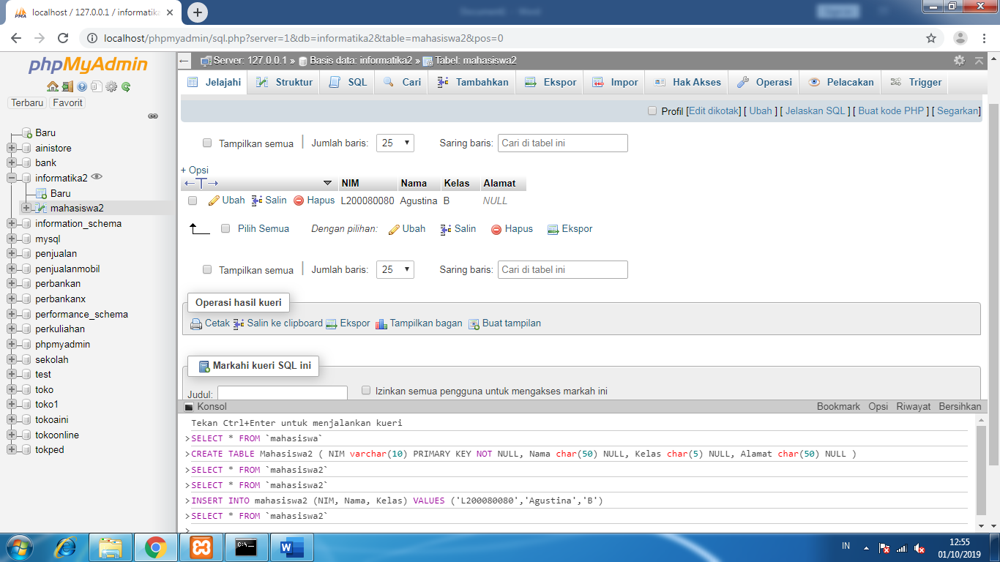 localhost / 127.0.0.1 / informatika
localhost/phpmyadmin/sql.php?server=1&db=informatika2&table=mahasiswa2&pos=0
phpMyAdmin
Terbaru Favorit
Baru
ainistore
bank
informatika2
Baru
mahasiswa2
information_schema
mysql
penjualan
penjualanmobil
perbankan
perbankanx
performance_schema
perkuliahan
phpmyadmin
sekolah
test
toko
toko1
tokoaini
tokoonline
tokped
Server: 127.0.0.1 » Basis data: informatika2 » Tabel: mahasiswa2
Jelajahi Struktur SQL Cari Tambahkan Ekspor Impor Hak Akses Operasi Pelacakan Trigger
Profil [Edit dikotak] [ Ubah ] [ Jelaskan SQL ] [ Buat kode PHP ] [ Segarkan]
Tampilkan semua | Jumlah baris: 25 Saring baris: Cari di tabel ini
+ Opsi
←T→ NIM Nama Kelas Alamat
Ubah Salin Hapus L200080080 Agustina B NULL
Pilih Semua Dengan pilihan: Ubah Salin Hapus Ekspor
Tampilkan semua | Jumlah baris: 25 Saring baris: Cari di tabel ini
Operasi hasil kueri
Cetak Salin ke clipboard Ekspor Tampilkan bagan Buat tampilan
Markahi kueri SQL ini
Judul: Izinkan semua pengguna untuk mengakses markah ini
Konsol Bookmark Opsi Riwayat Bersihkan
Tekan Ctrl+Enter untuk menjalankan kueri
>SELECT * FROM `mahasiswa`
>CREATE TABLE Mahasiswa2 ( NIM varchar(10) PRIMARY KEY NOT NULL, Nama char(50) NULL, Kelas char(5) NULL, Alamat char(50) NULL )
>SELECT * FROM `mahasiswa2`
>SELECT * FROM `mahasiswa2`
>INSERT INTO mahasiswa2 (NIM, Nama, Kelas) VALUES ('L200080080','Agustina','B')
>SELECT * FROM `mahasiswa2`
>
IN 12:55
01/10/2019